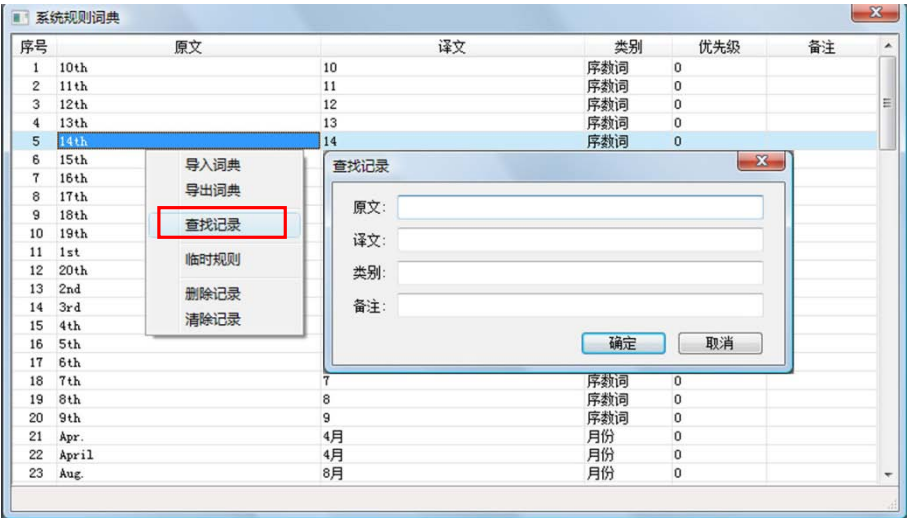 系统规则词典
序号 原文 译文 类别 优先级 备注
1 10th 10 序数词 0
2 11th 11 序数词 0
3 12th 12 序数词 0
4 13th 13 序数词 0
5 14th 14 序数词 0
6 15th
7 16th
8 17th
9 18th
10 19th
11 1st
12 20th
13 2nd
14 3rd
15 4th
16 5th
17 6th
18 7th 7 序数词 0
19 8th 8 序数词 0
20 9th 9 序数词 0
21 Apr. 4月 月份 0
22 April 4月 月份 0
23 Aug. 8月 月份 0
导入词典
导出词典
查找记录
临时规则
删除记录
清除记录
查找记录
原文:
译文:
类别:
备注:
确定 取消